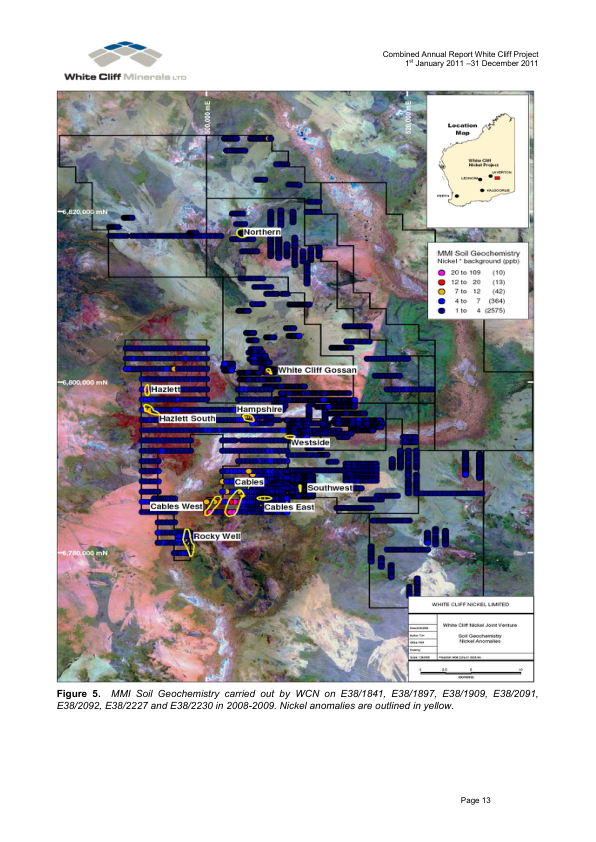 White Cliff Minerals LTD
Combined Annual Report White Cliff Project
1st January 2011 –31 December 2011
500,000 mE
520,000 mE
Location
Map
White Cliff
Nickel Project
LAVERTON
LEONORA
KALGOORLIE
PERTH
6,820,000 mN
Northern
MMI Soil Geochemistry
Nickel * background (ppb)
20 to 109 (10)
12 to 20 (13)
7 to 12 (42)
4 to 7 (364)
1 to 4 (2575)
White Cliff Gossan
6,800,000 mN
Hazlett
Hampshire
Hazlett South
Westside
Cables
Southwest
Cables West
Cables East
Rocky Well
6,780,000 mN
WHITE CLIFF NICKEL LIMITED
White Cliff Nickel Joint Venture
Soil Geochemistry
Nickel Anomalies
Figure 5. MMI Soil Geochemistry carried out by WCN on E38/1841, E38/1897, E38/1909, E38/2091,
E38/2092, E38/2227 and E38/2230 in 2008-2009. Nickel anomalies are outlined in yellow.
Page 13